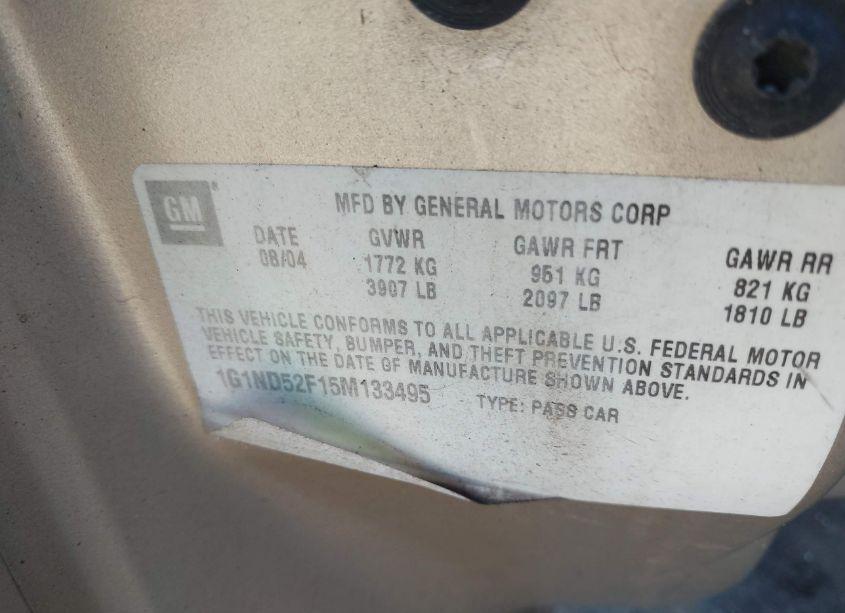 GM®
MFD BY GENERAL MOTORS CORP
DATE GVWR GAWR FRT GAWR RR
08/04 1772 KG 951 KG 821 KG
3907 LB 2097 LB 1810 LB
THIS VEHICLE CONFORMS TO ALL APPLICABLE U.S. FEDERAL MOTOR
VEHICLE SAFETY, BUMPER, AND THEFT PREVENTION STANDARDS IN
EFFECT ON THE DATE OF MANUFACTURE SHOWN ABOVE.
1G1ND52F15M133495 TYPE: PASS CAR